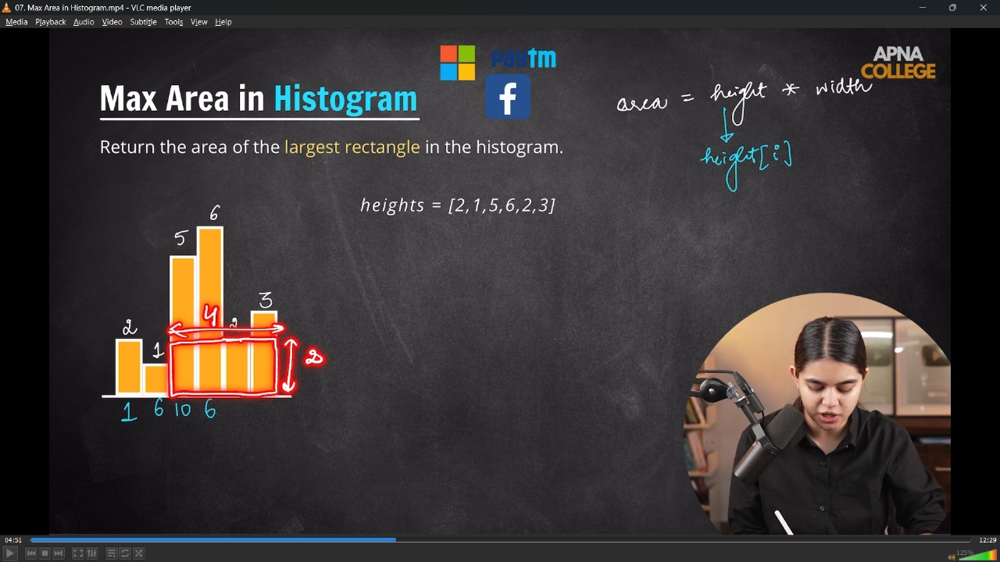 07. Max Area in Histogram.mp4 - VLC media player
Media Playback Audio Video Subtitle Tools View Help
paytm
APNA
COLLEGE
f
Max Area in Histogram
area = height * width
height[i]
Return the area of the largest rectangle in the histogram.
heights = [2,1,5,6,2,3]
6
5
3
4
2
2
1
2
1 6 10 6
04:51
12:29
125%